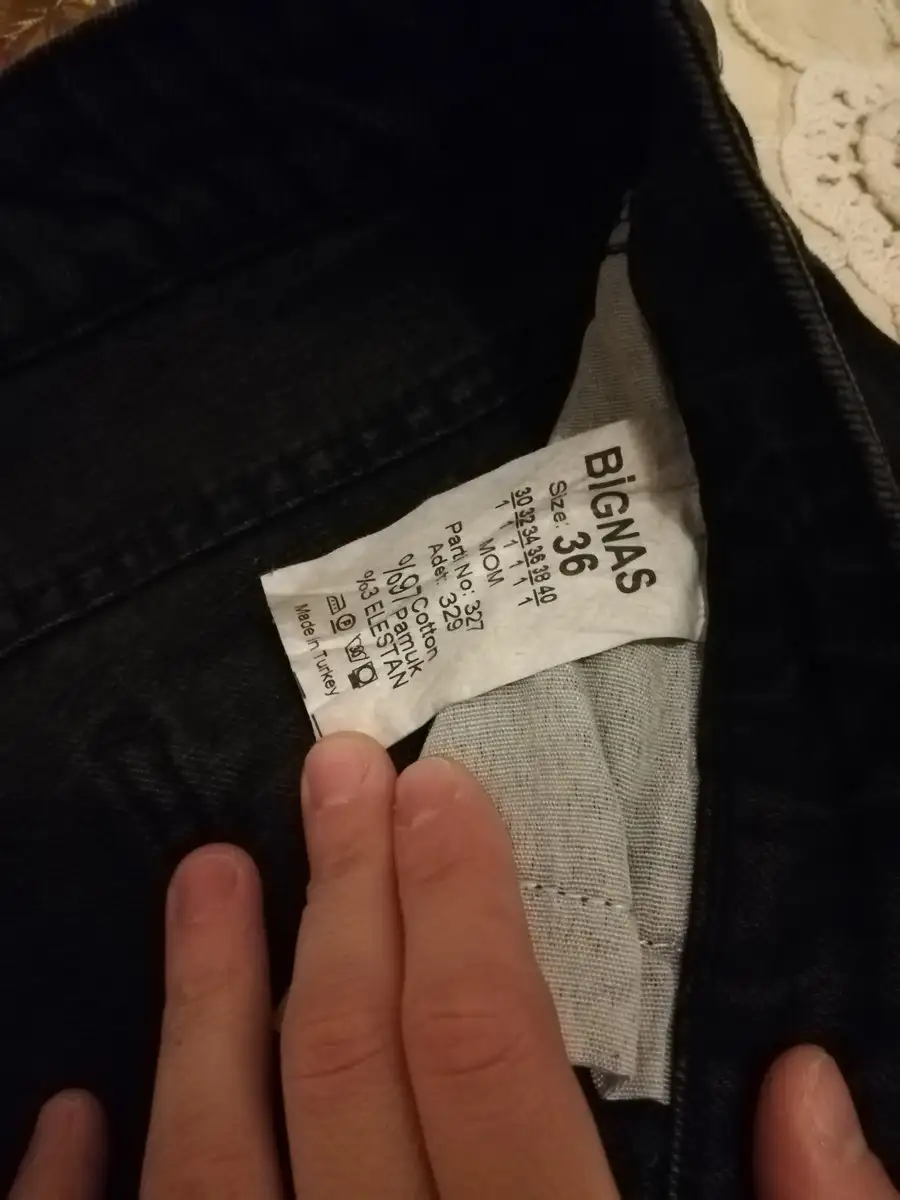 BİGNAS
Size: 36
30 32 34 36 38 40
1 1 1 1 1 1
MOM
Parti No: 327
Adet: 329
Cotton
%97 Pamuk
%3 ELESTAN
Made in Turkey